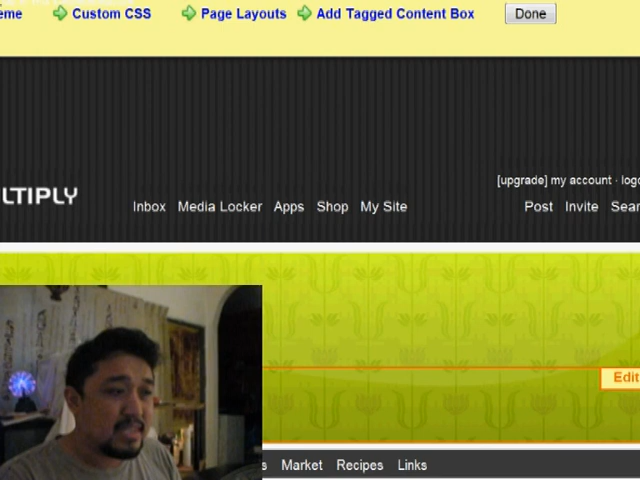 eme Custom CSS Page Layouts Add Tagged Content Box Done
[upgrade] my account · logo
LTIPLY Inbox Media Locker Apps Shop My Site Post Invite Sear
Edit
s Market Recipes Links